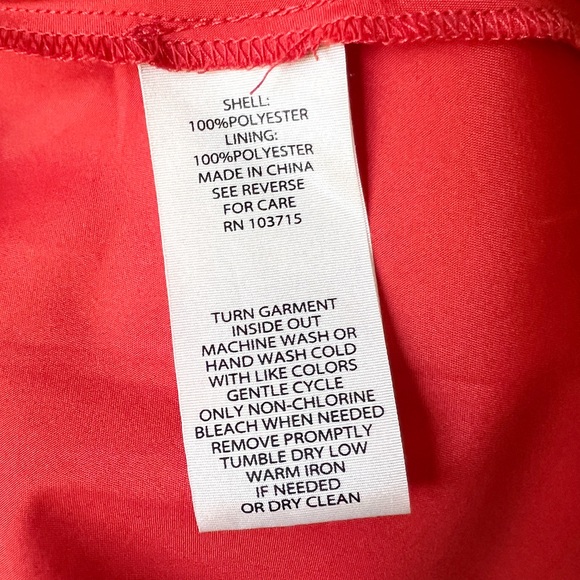 SHELL:
100%POLYESTER
LINING:
100%POLYESTER
MADE IN CHINA
SEE REVERSE
FOR CARE
RN 103715
TURN GARMENT
INSIDE OUT
MACHINE WASH OR
HAND WASH COLD
WITH LIKE COLORS
GENTLE CYCLE
ONLY NON-CHLORINE
BLEACH WHEN NEEDED
REMOVE PROMPTLY
TUMBLE DRY LOW
WARM IRON
IF NEEDED
OR DRY CLEAN